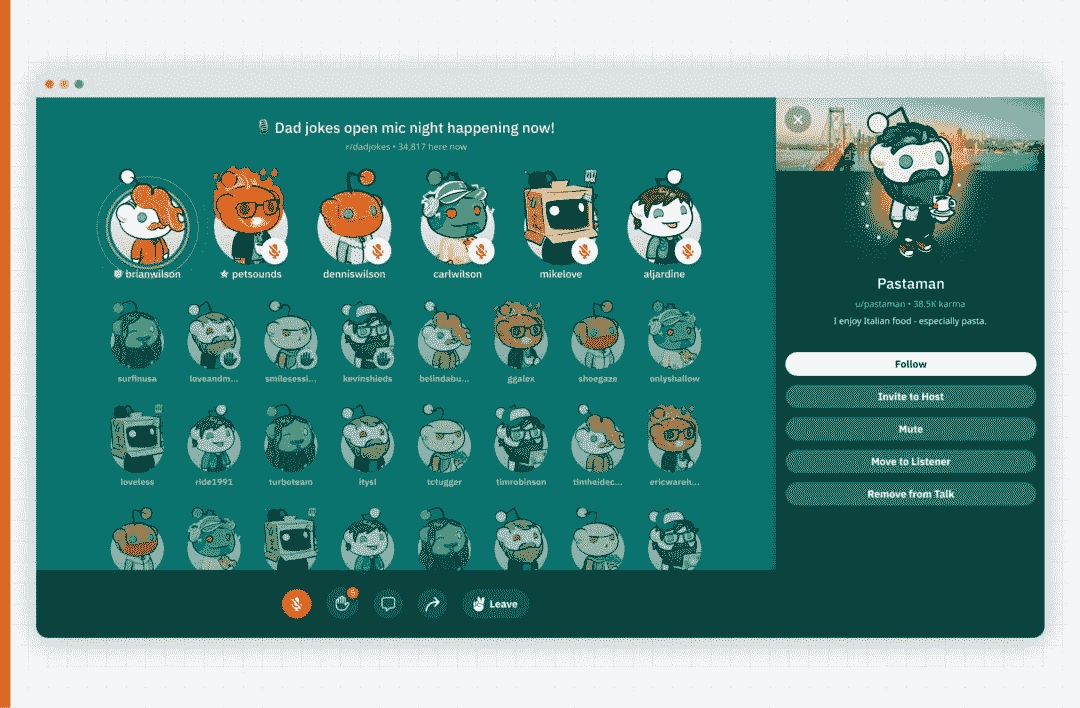 Dad jokes open mic night happening now!
r/dadjokes • 34,817 here now
brianwilson
petsounds
denniswilson
carlwilson
mikelove
aljardine
surfinusa
loveandm...
smilesessi...
kevinshieds
belindabu...
ggalex
shoegaze
onlyshallow
loveless
ride1991
turboteam
itysl
tctugger
timrobinson
timheidec...
ericwareh...
5
Leave
Pastaman
u/pastaman • 38.5K karma
I enjoy Italian food - especially pasta.
Follow
Invite to Host
Mute
Move to Listener
Remove from Talk